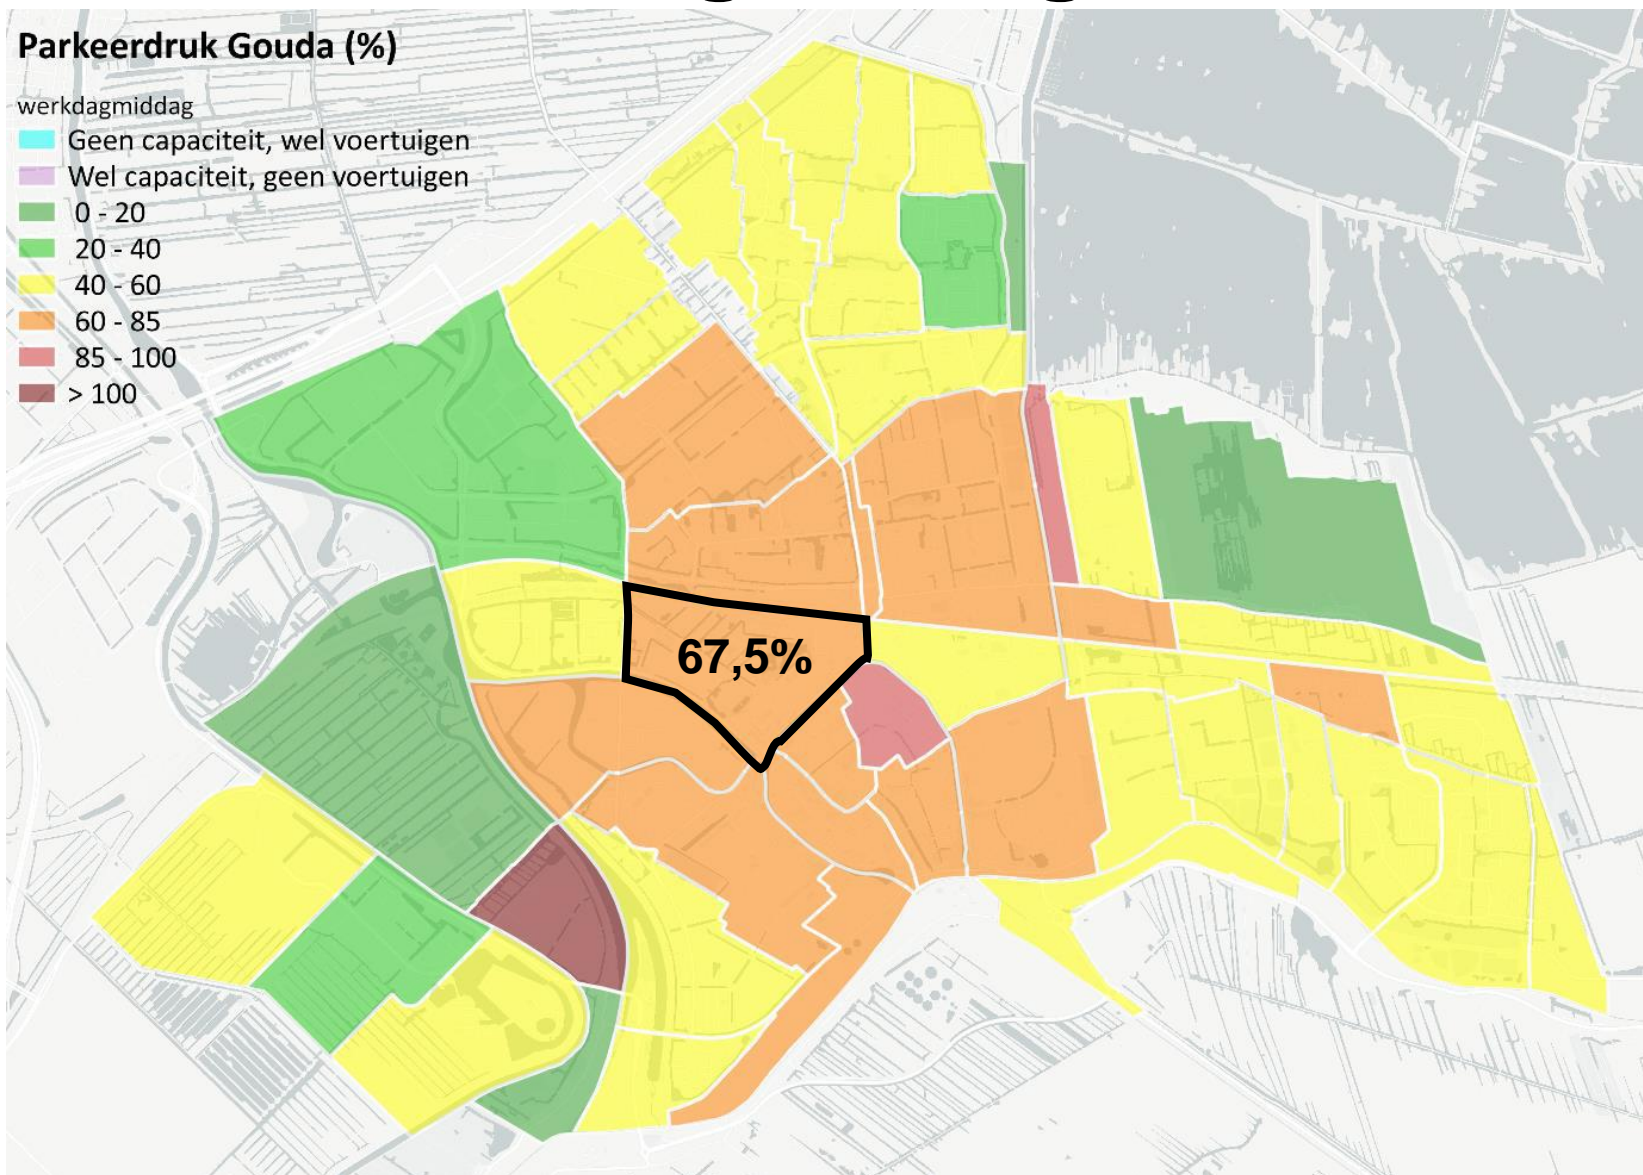 Parkeerdruk Gouda (%)
werkdagmiddag
Geen capaciteit, wel voertuigen
Wel capaciteit, geen voertuigen
0 - 20
20 - 40
40 - 60
60 - 85
85 - 100
> 100
67,5%